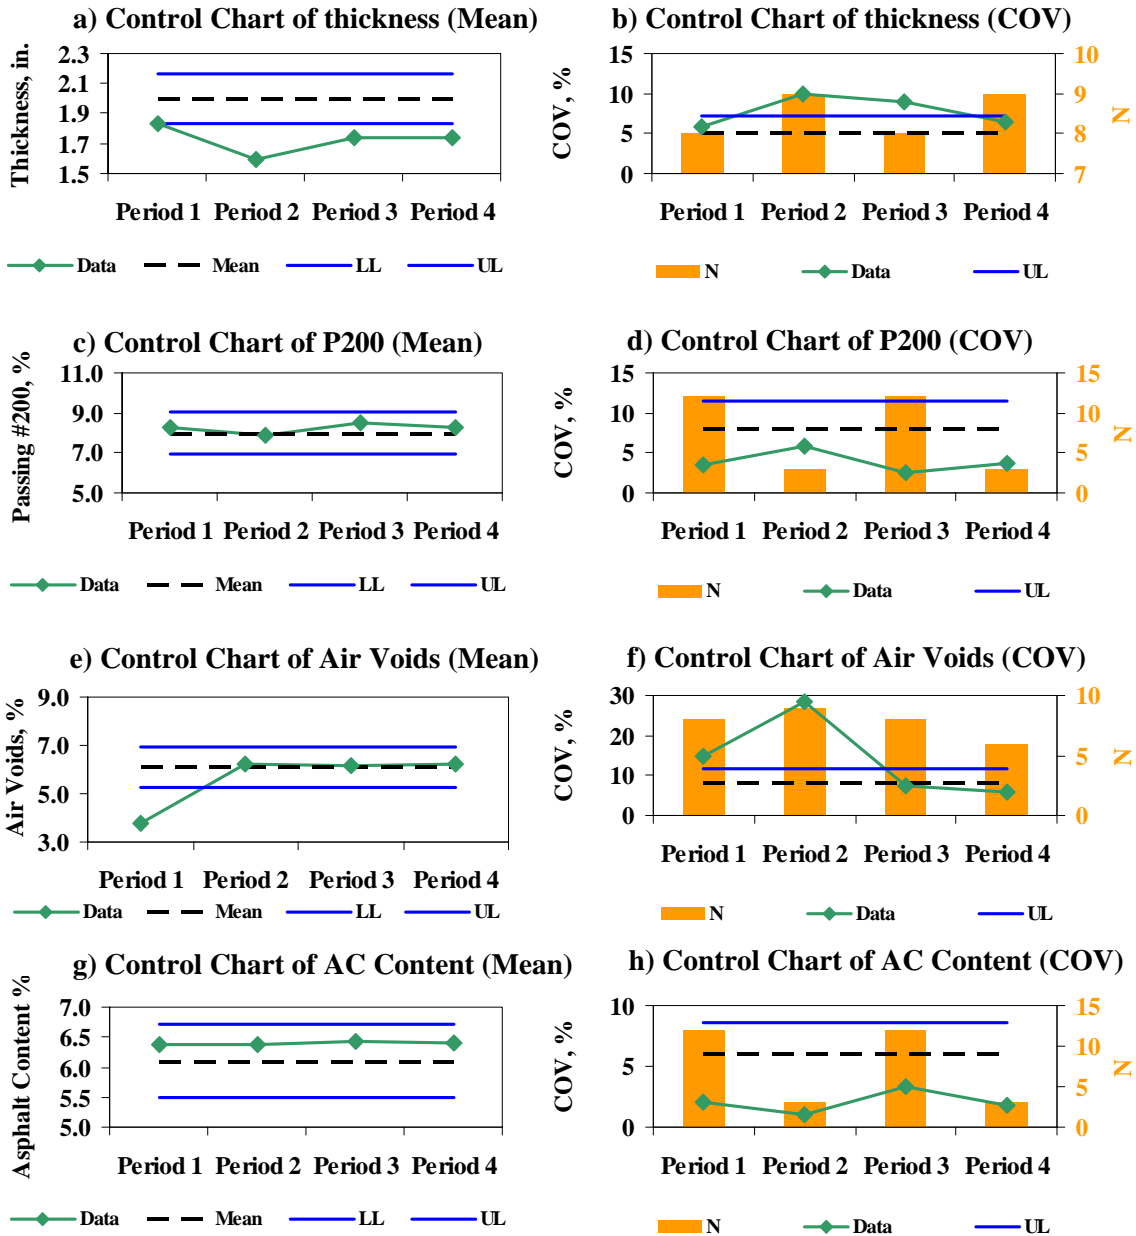 a) Control Chart of thickness (Mean)
Thickness, in.
2.3
2.1
1.9
1.7
1.5
Period 1 Period 2 Period 3 Period 4
Data Mean LL UL
b) Control Chart of thickness (COV)
COV, %
15
10
5
0
10
9
8
7
N
Period 1 Period 2 Period 3 Period 4
N Data UL
c) Control Chart of P200 (Mean)
Passing #200, %
11.0
9.0
7.0
5.0
Period 1 Period 2 Period 3 Period 4
Data Mean LL UL
d) Control Chart of P200 (COV)
COV, %
15
10
5
0
15
10
5
0
N
Period 1 Period 2 Period 3 Period 4
N Data UL
e) Control Chart of Air Voids (Mean)
Air Voids, %
9.0
7.0
5.0
3.0
Period 1 Period 2 Period 3 Period 4
Data Mean LL UL
f) Control Chart of Air Voids (COV)
COV, %
30
20
10
0
10
5
0
N
Period 1 Period 2 Period 3 Period 4
N Data UL
g) Control Chart of AC Content (Mean)
Asphalt Content %
7.0
6.5
6.0
5.5
5.0
Period 1 Period 2 Period 3 Period 4
Data Mean LL UL
h) Control Chart of AC Content (COV)
COV, %
10
5
0
15
10
5
0
N
Period 1 Period 2 Period 3 Period 4
N Data UL